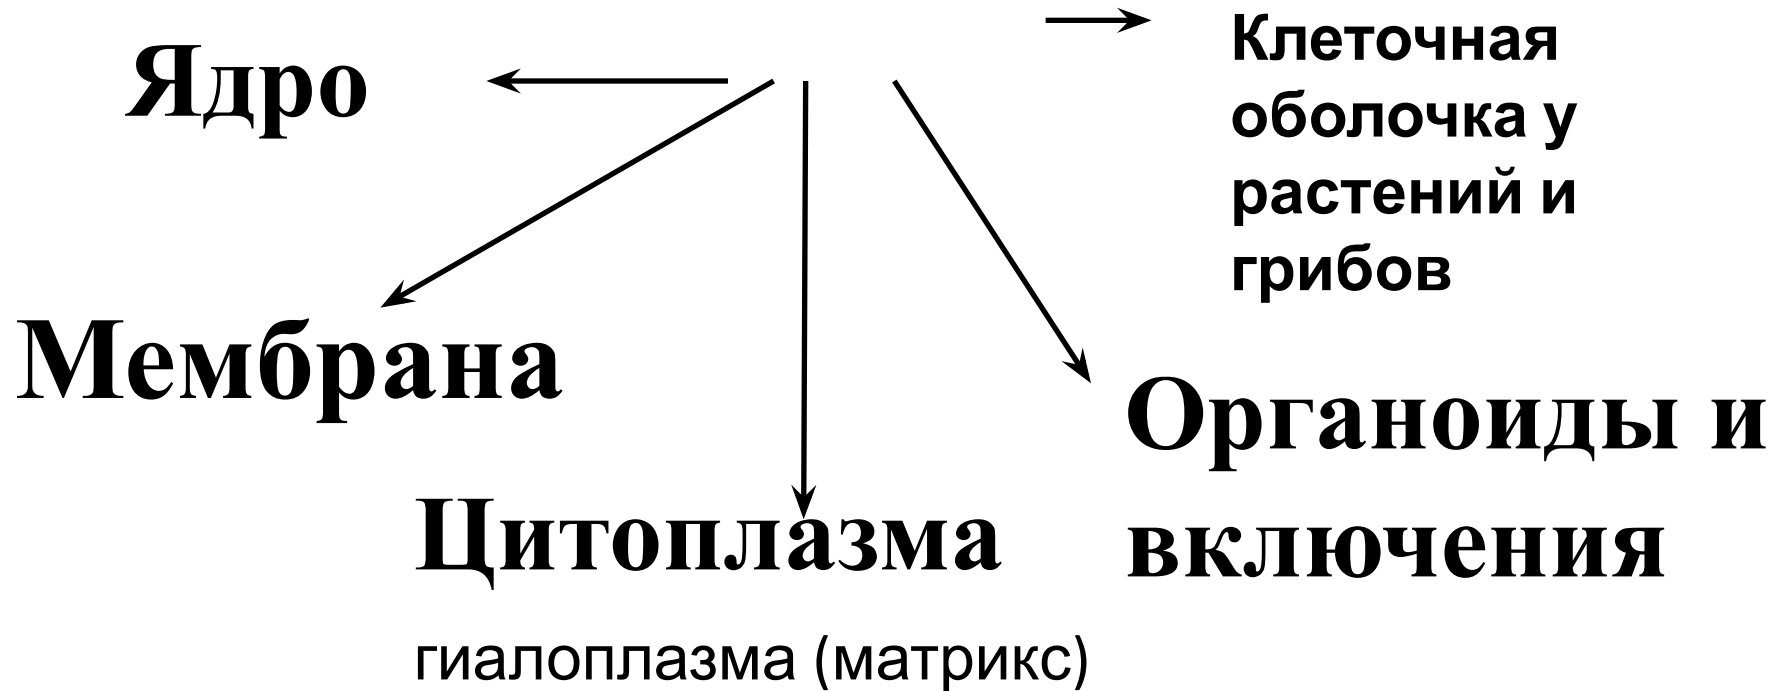 Ядро
Клеточная
оболочка у
растений и
грибов
Мембрана
Органоиды и
включения
Цитоплазма
гиалоплазма (матрикс)